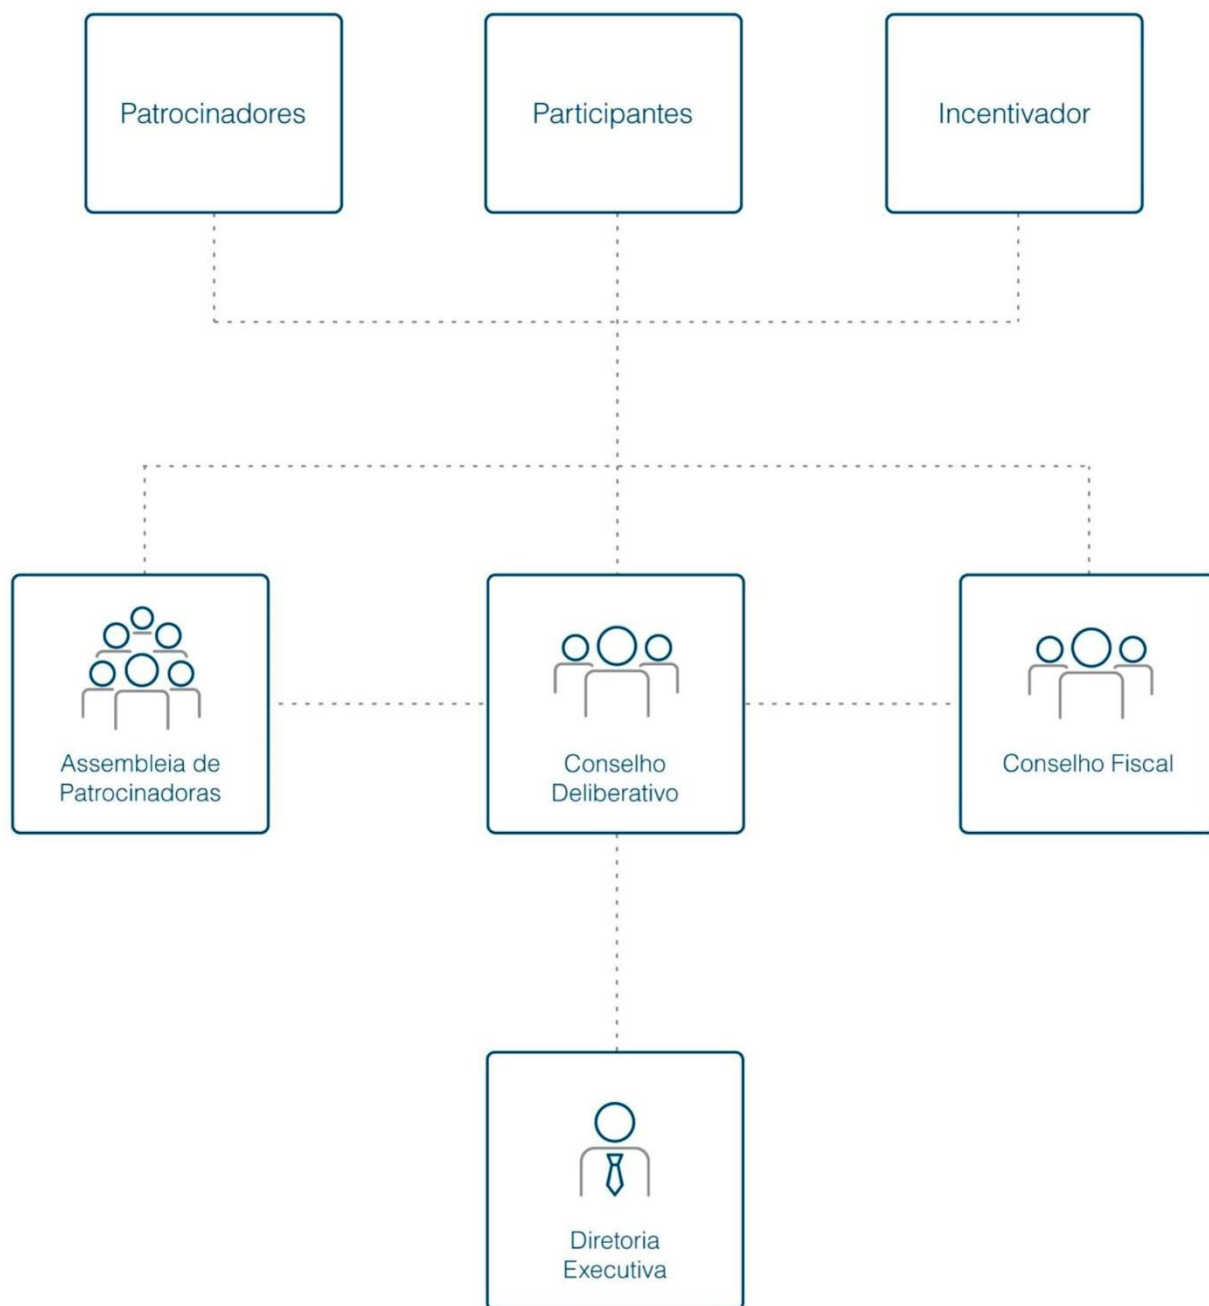 Patrocinadores
Participantes
Incentivador
Assembleia de
Patrocinadoras
Conselho
Deliberativo
Conselho Fiscal
Diretoria
Executiva